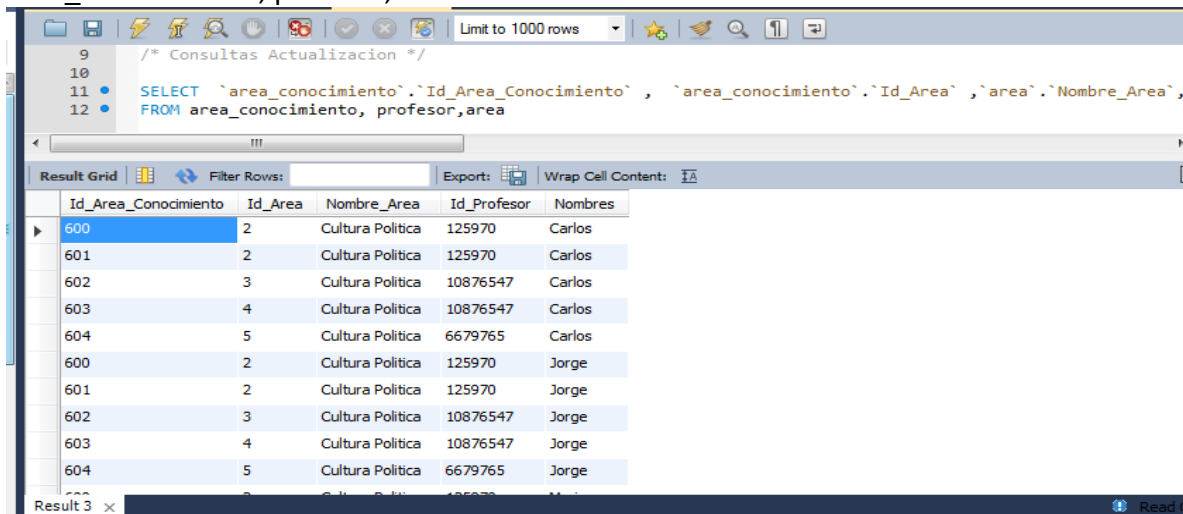 Limit to 1000 rows
9 /* Consultas Actualizacion */
10
11 SELECT `area_conocimiento`.`Id_Area_Conocimiento` , `area_conocimiento`.`Id_Area` ,`area`.`Nombre_Area`,
12 FROM area_conocimiento, profesor,area
Result Grid Filter Rows: Export: Wrap Cell Content:
Id_Area_Conocimiento Id_Area Nombre_Area Id_Profesor Nombres
600 2 Cultura Politica 125970 Carlos
601 2 Cultura Politica 125970 Carlos
602 3 Cultura Politica 10876547 Carlos
603 4 Cultura Politica 10876547 Carlos
604 5 Cultura Politica 6679765 Carlos
600 2 Cultura Politica 125970 Jorge
601 2 Cultura Politica 125970 Jorge
602 3 Cultura Politica 10876547 Jorge
603 4 Cultura Politica 10876547 Jorge
604 5 Cultura Politica 6679765 Jorge
Result 3 Read